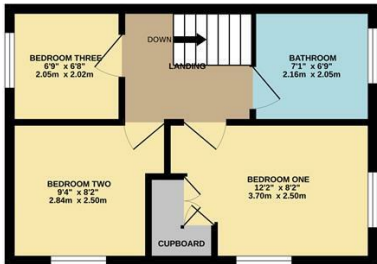 BEDROOM THREE
6'9" x 6'8"
2.05m x 2.02m
DOWN
LANDING
BATHROOM
7'1" x 6'9"
2.16m x 2.05m
BEDROOM TWO
9'4" x 8'2"
2.84m x 2.50m
BEDROOM ONE
12'2" x 8'2"
3.70m x 2.50m
CUPBOARD